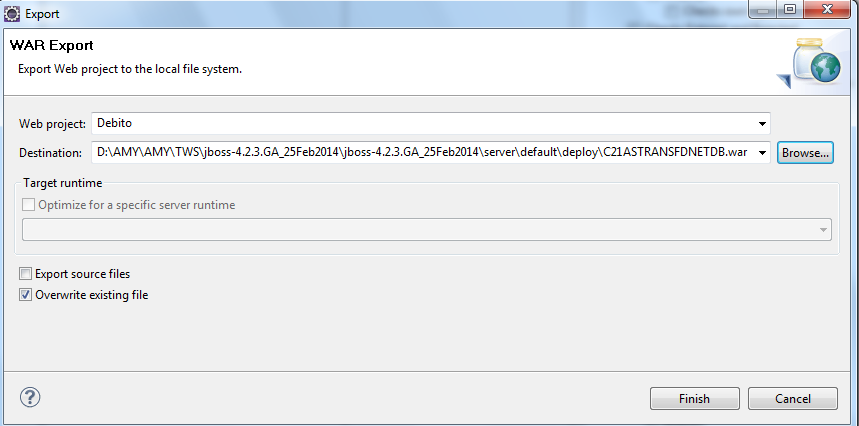 Export
WAR Export
Export Web project to the local file system.
Web project: Debito
Destination: D:\AMY\AMY\TWS\jboss-4.2.3.GA_25Feb2014\jboss-4.2.3.GA_25Feb2014\server\default\deploy\C21ASTRANSFDNETDB.war Browse...
Target runtime
Optimize for a specific server runtime
Export source files
Overwrite existing file
? Finish Cancel